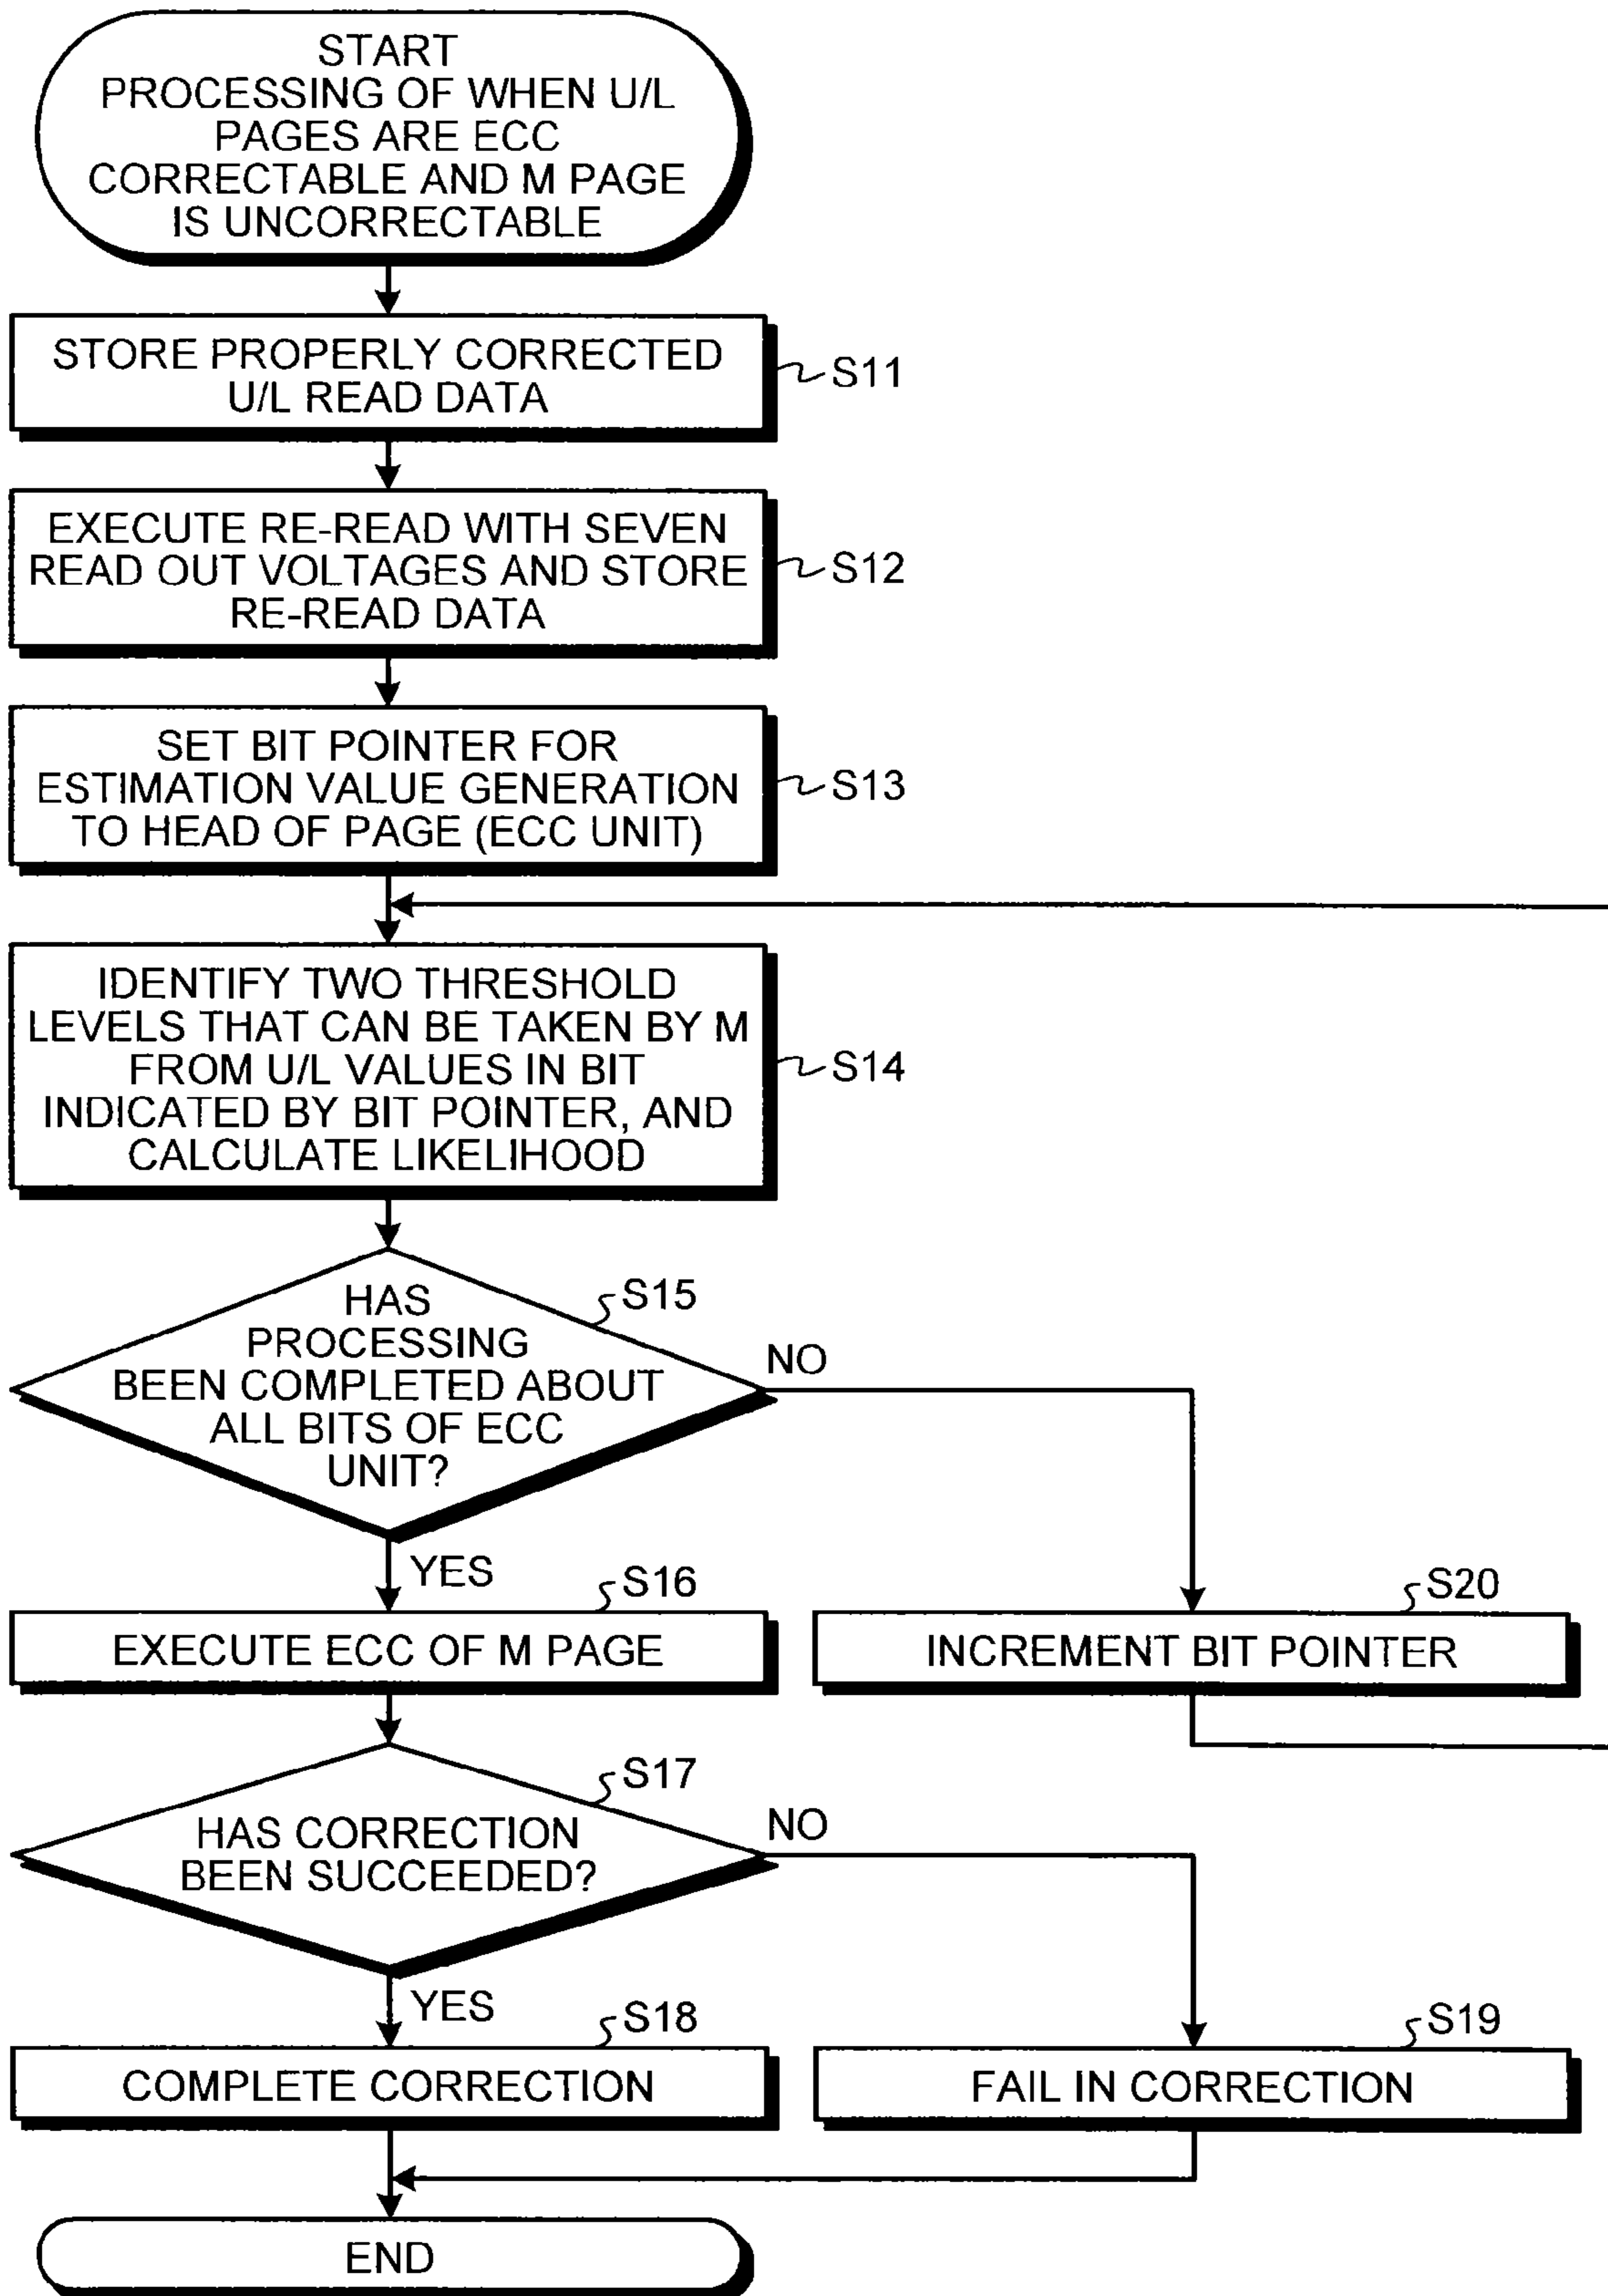 START
PROCESSING OF WHEN U/L
PAGES ARE ECC
CORRECTABLE AND M PAGE
IS UNCORRECTABLE
STORE PROPERLY CORRECTED
U/L READ DATA
S11
EXECUTE RE-READ WITH SEVEN
READ OUT VOLTAGES AND STORE
RE-READ DATA
S12
SET BIT POINTER FOR
ESTIMATION VALUE GENERATION
TO HEAD OF PAGE (ECC UNIT)
S13
IDENTIFY TWO THRESHOLD
LEVELS THAT CAN BE TAKEN BY M
FROM U/L VALUES IN BIT
INDICATED BY BIT POINTER, AND
CALCULATE LIKELIHOOD
S14
HAS
PROCESSING
BEEN COMPLETED ABOUT
ALL BITS OF ECC
UNIT?
S15
NO
YES
S16
EXECUTE ECC OF M PAGE
S20
INCREMENT BIT POINTER
S17
HAS CORRECTION
BEEN SUCCEEDED?
NO
YES
S18
COMPLETE CORRECTION
S19
FAIL IN CORRECTION
END